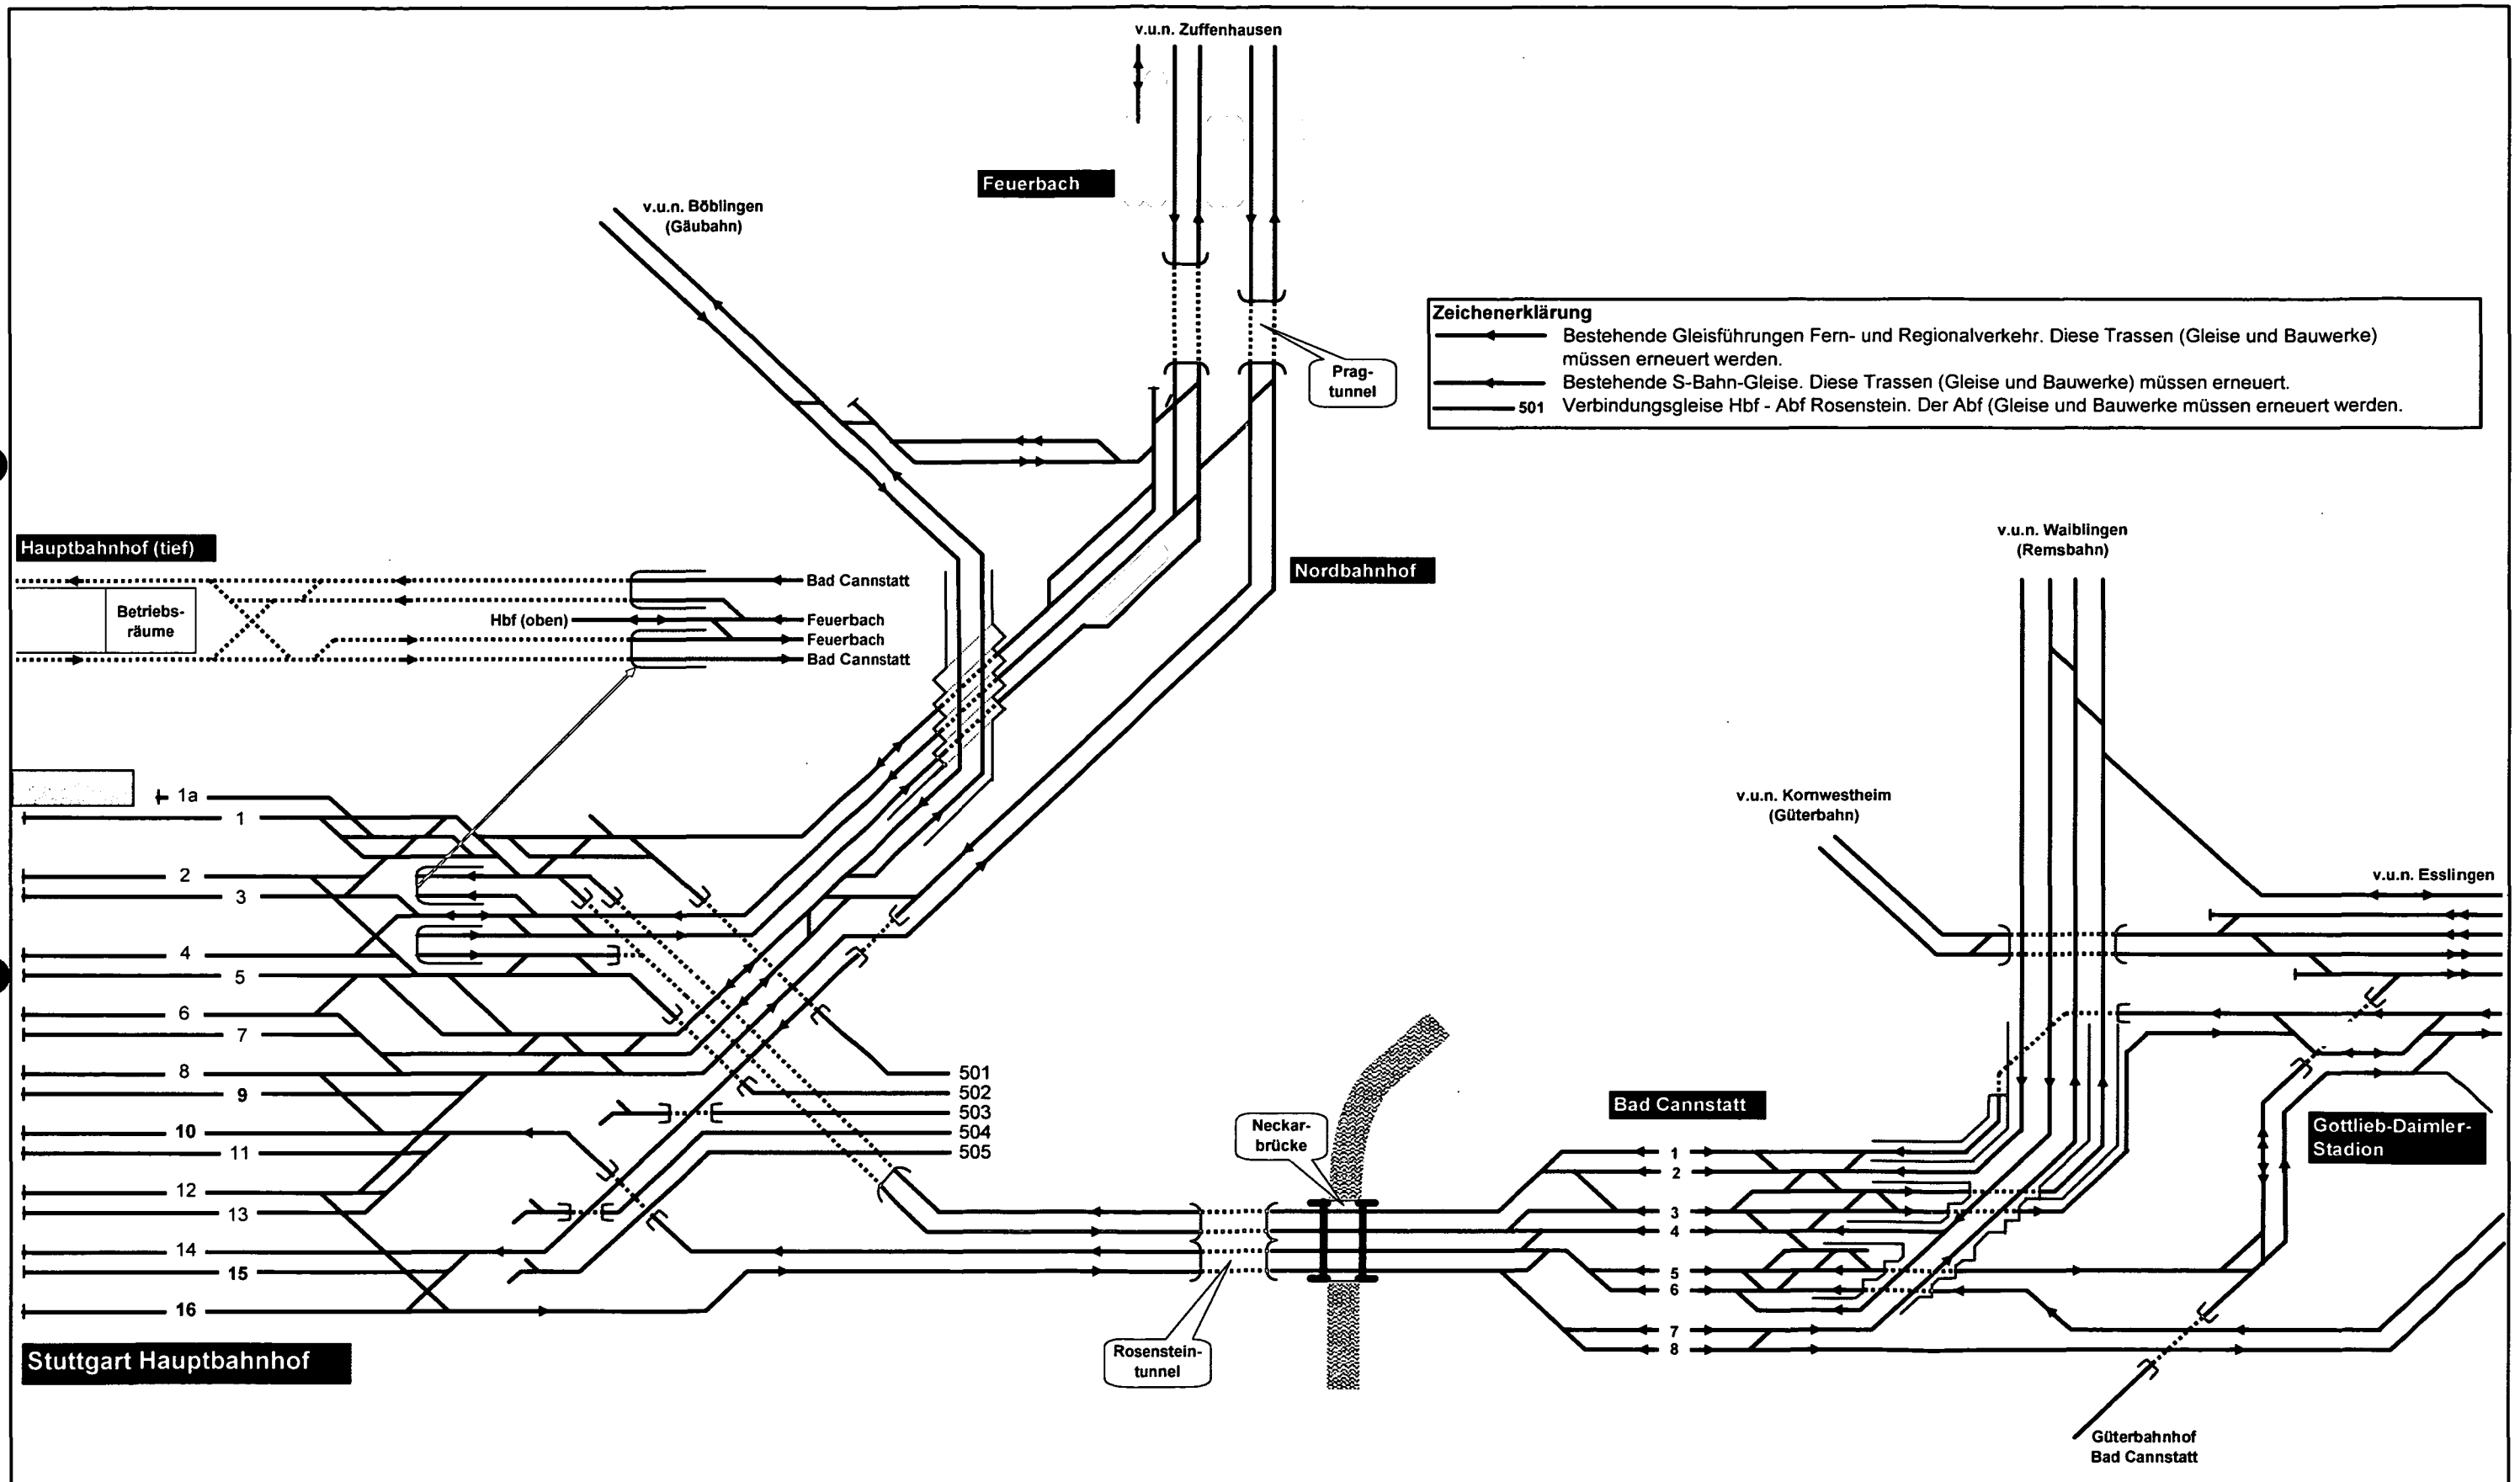 v.u.n. Zuffenhausen
Feuerbach
v.u.n. Böblingen
(Gäubahn)
Zeichenerklärung
Bestehende Gleisführungen Fern- und Regionalverkehr. Diese Trassen (Gleise und Bauwerke)
müssen erneuert werden.
Bestehende S-Bahn-Gleise. Diese Trassen (Gleise und Bauwerke) müssen erneuert.
501 Verbindungsgleise Hbf - Abf Rosenstein. Der Abf (Gleise und Bauwerke müssen erneuert werden.
Prag-
tunnel
Hauptbahnhof (tief)
Nordbahnhof
v.u.n. Waiblingen
(Remsbahn)
Betriebs-
räume
Bad Cannstatt
Hbf (oben)
Feuerbach
Feuerbach
Bad Cannstatt
v.u.n. Kornwestheim
(Güterbahn)
v.u.n. Esslingen
1a
1
2
3
4
5
6
7
8
9
10
11
12
13
14
15
16
501
502
503
504
505
Stuttgart Hauptbahnhof
Neckar-
brücke
Rosenstein-
tunnel
Bad Cannstatt
1
2
3
4
5
6
7
8
Gottlieb-Daimler-
Stadion
Güterbahnhof
Bad Cannstatt